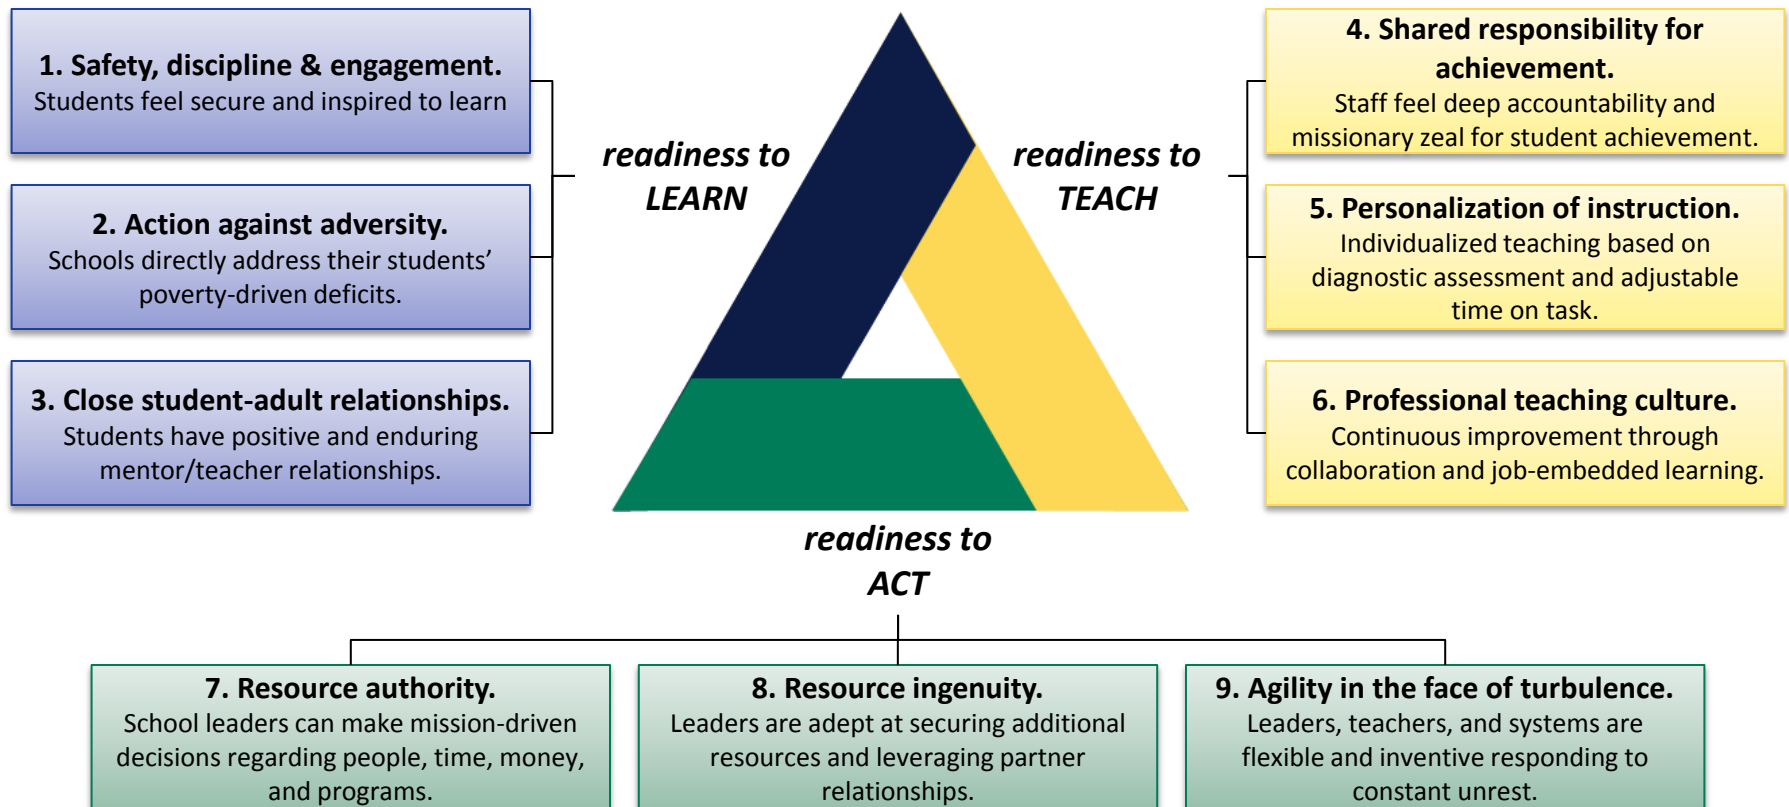 1. Safety, discipline & engagement.
Students feel secure and inspired to learn
2. Action against adversity.
Schools directly address their students’
poverty-driven deficits.
3. Close student-adult relationships.
Students have positive and enduring
mentor/teacher relationships.
readiness to
LEARN
readiness to
TEACH
4. Shared responsibility for
achievement.
Staff feel deep accountability and
missionary zeal for student achievement.
5. Personalization of instruction.
Individualized teaching based on
diagnostic assessment and adjustable
time on task.
6. Professional teaching culture.
Continuous improvement through
collaboration and job-embedded learning.
readiness to
ACT
7. Resource authority.
School leaders can make mission-driven
decisions regarding people, time, money,
and programs.
8. Resource ingenuity.
Leaders are adept at securing additional
resources and leveraging partner
relationships.
9. Agility in the face of turbulence.
Leaders, teachers, and systems are
flexible and inventive responding to
constant unrest.